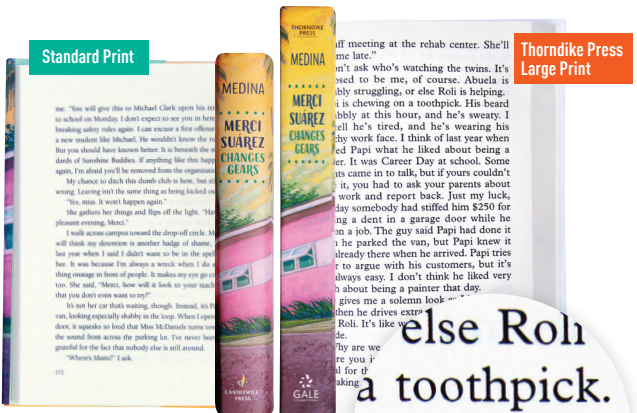 Standard Print
me. "You will give this to Michael Clark upon his ret
to school on Monday. I don't expect to see you in here
breaking safety rules again. I can excuse a first offense
a new student like Michael. He wouldn't know the ru
But you should have known better. It is beneath the s
dards of Sunshine Buddies. If anything like this happ
again, I'm afraid you'll be removed from the organizatio
My chance to ditch this dumb club is here, but it's
wrong. Leaving isn't the same thing as being kicked ou
"Yes, miss. It won't happen again."
She gathers her things and flips off the light. "Hav
pleasant evening, Merci."
I walk across campus toward the drop-off circle. M
will think my detention is another badge of shame,
last year when I said I didn't want to be in the spell
bee. It was because I'm always a wreck when I do a
thing onstage in front of people. It makes my eye go cr
too. She said, "Merci, how will it look to your teach
that you don't even want to try?"
It's not her car that's waiting, though. Instead, it's Pa
van, looking especially shabby in the loop. When I open
door, it squeaks so loud that Miss McDaniels turns tow
the sound from across the parking lot. I've never been
grateful for the fact that nobody else is still around.
"Where's Mami?" I ask.
172
MEDINA
MERCI
SUÁREZ
CHANGES
GEARS
CANDLEWICK
PRESS
THORNDIKE
PRESS
MEDINA
MERCI
SUÁREZ
CHANGES
GEARS
GALE
Thorndike Press
Large Print
aff meeting at the rehab center. She'll
me late."
n't ask who's watching the twins. It's
osed to be me, of course. Abuela is
bly struggling, or else Roli is helping.
i is chewing on a toothpick. His beard
bbly at this hour, and he's sweaty. I
tell he's tired, and he's wearing his
hy work face. I think of last year when
ed Papi what he liked about being a
er. It was Career Day at school. Some
ts came in to talk, but if yours couldn't
it, you had to ask your parents about
work and report back. Just my luck,
day somebody had stiffed him $250 for
ing a dent in a garage door while he
on a job. The guy said Papi had done it
n he parked the van, but Papi knew it
already there when he arrived. Papi tries
r to argue with his customers, but it's
always easy. I don't think he liked very
h about being a painter that day.
gives me a solemn look
then he drives extra
Roli. It's like w
de.
hy are we
re you i
al for th
aking
else Roli
a toothpick.